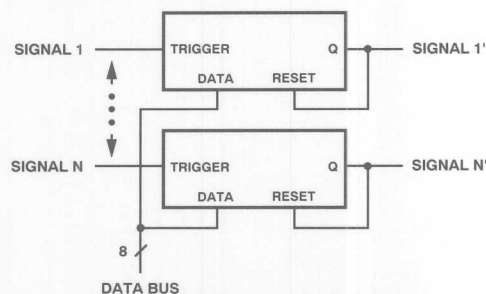 SIGNAL 1
TRIGGER
Q
SIGNAL 1'
DATA
RESET
SIGNAL N
TRIGGER
Q
SIGNAL N'
DATA
RESET
8
DATA BUS